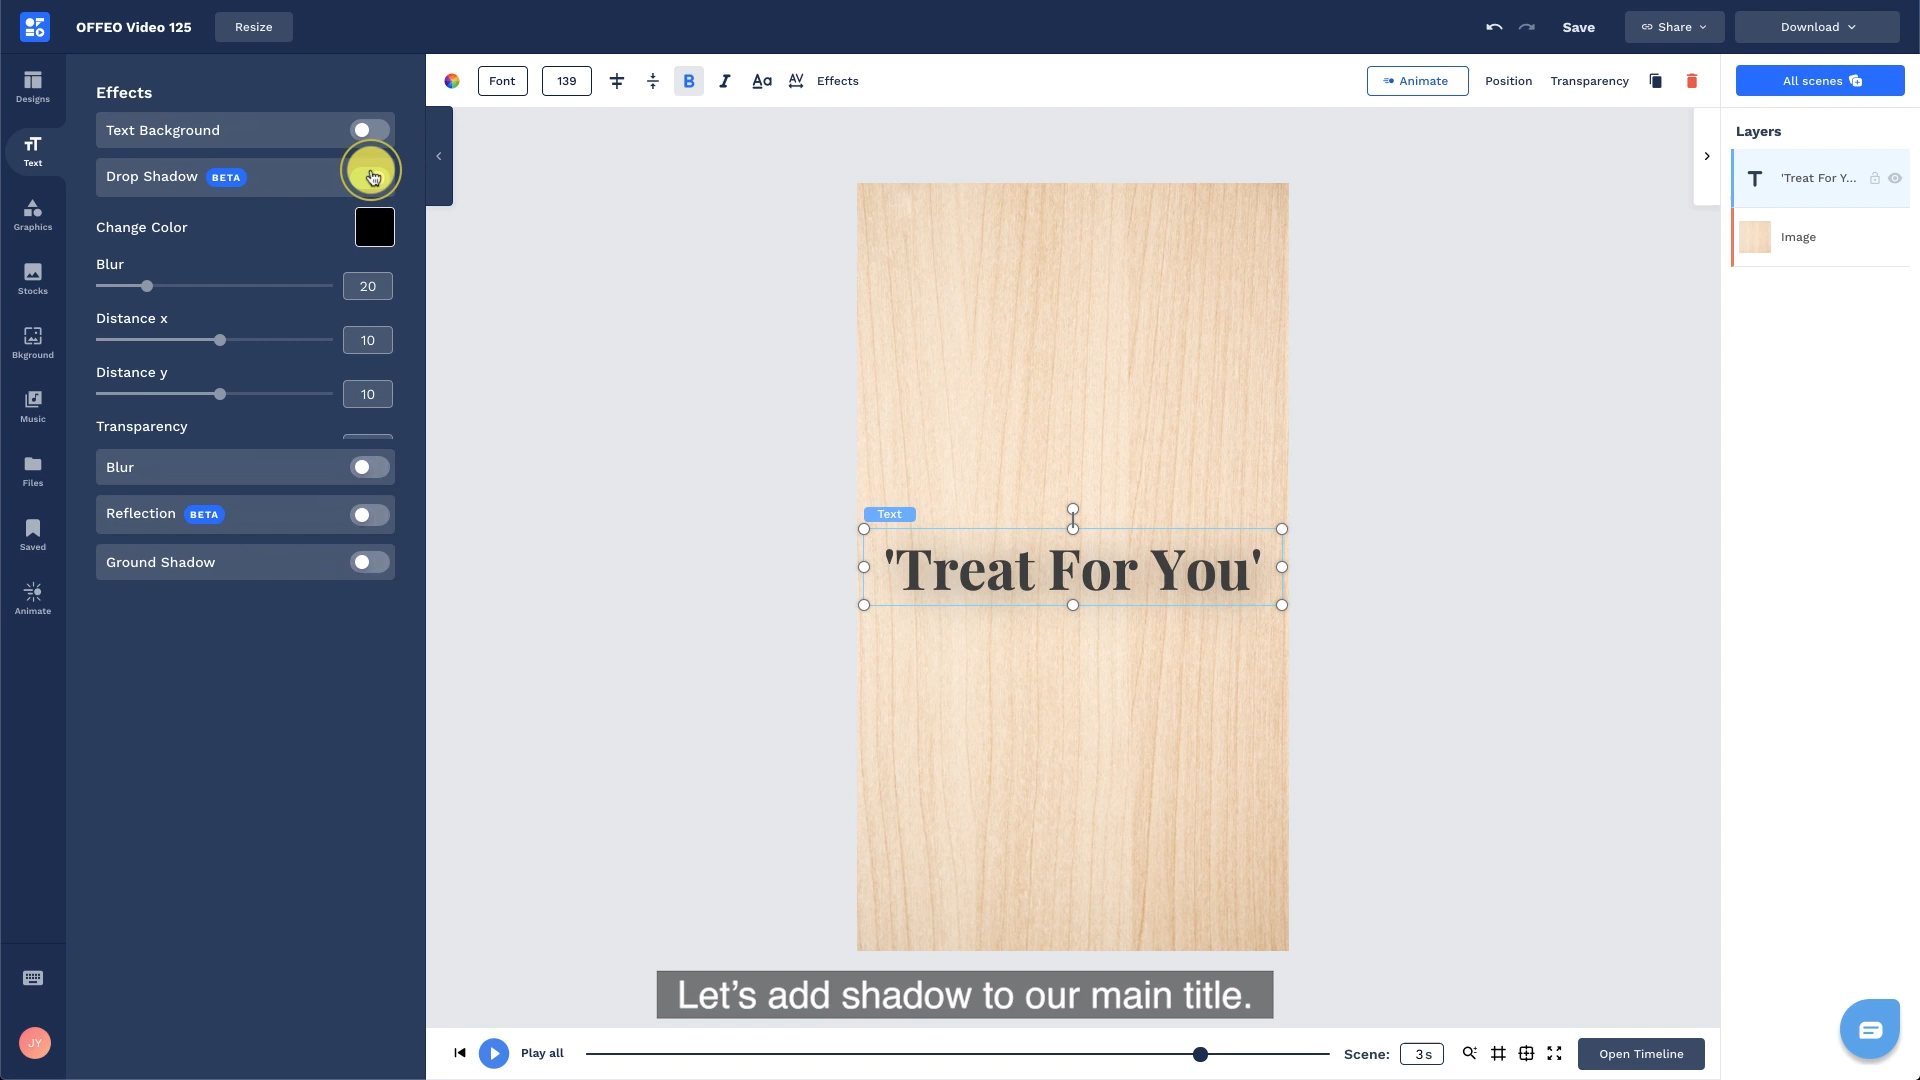 OFFEO Video 125
Resize
Save
Share
Download
Designs
Text
Graphics
Stocks
Bkground
Music
Files
Saved
Animate
JY
Effects
Text Background
Drop Shadow BETA
Change Color
Blur
20
Distance x
10
Distance y
10
Transparency
Blur
Reflection BETA
Ground Shadow
Font
139
B
I
Aa
AV
Effects
Animate
Position
Transparency
All scenes
Layers
T
'Treat For Y...
Image
Text
'Treat For You'
Let's add shadow to our main title.
Play all
Scene:
3 s
Open Timeline